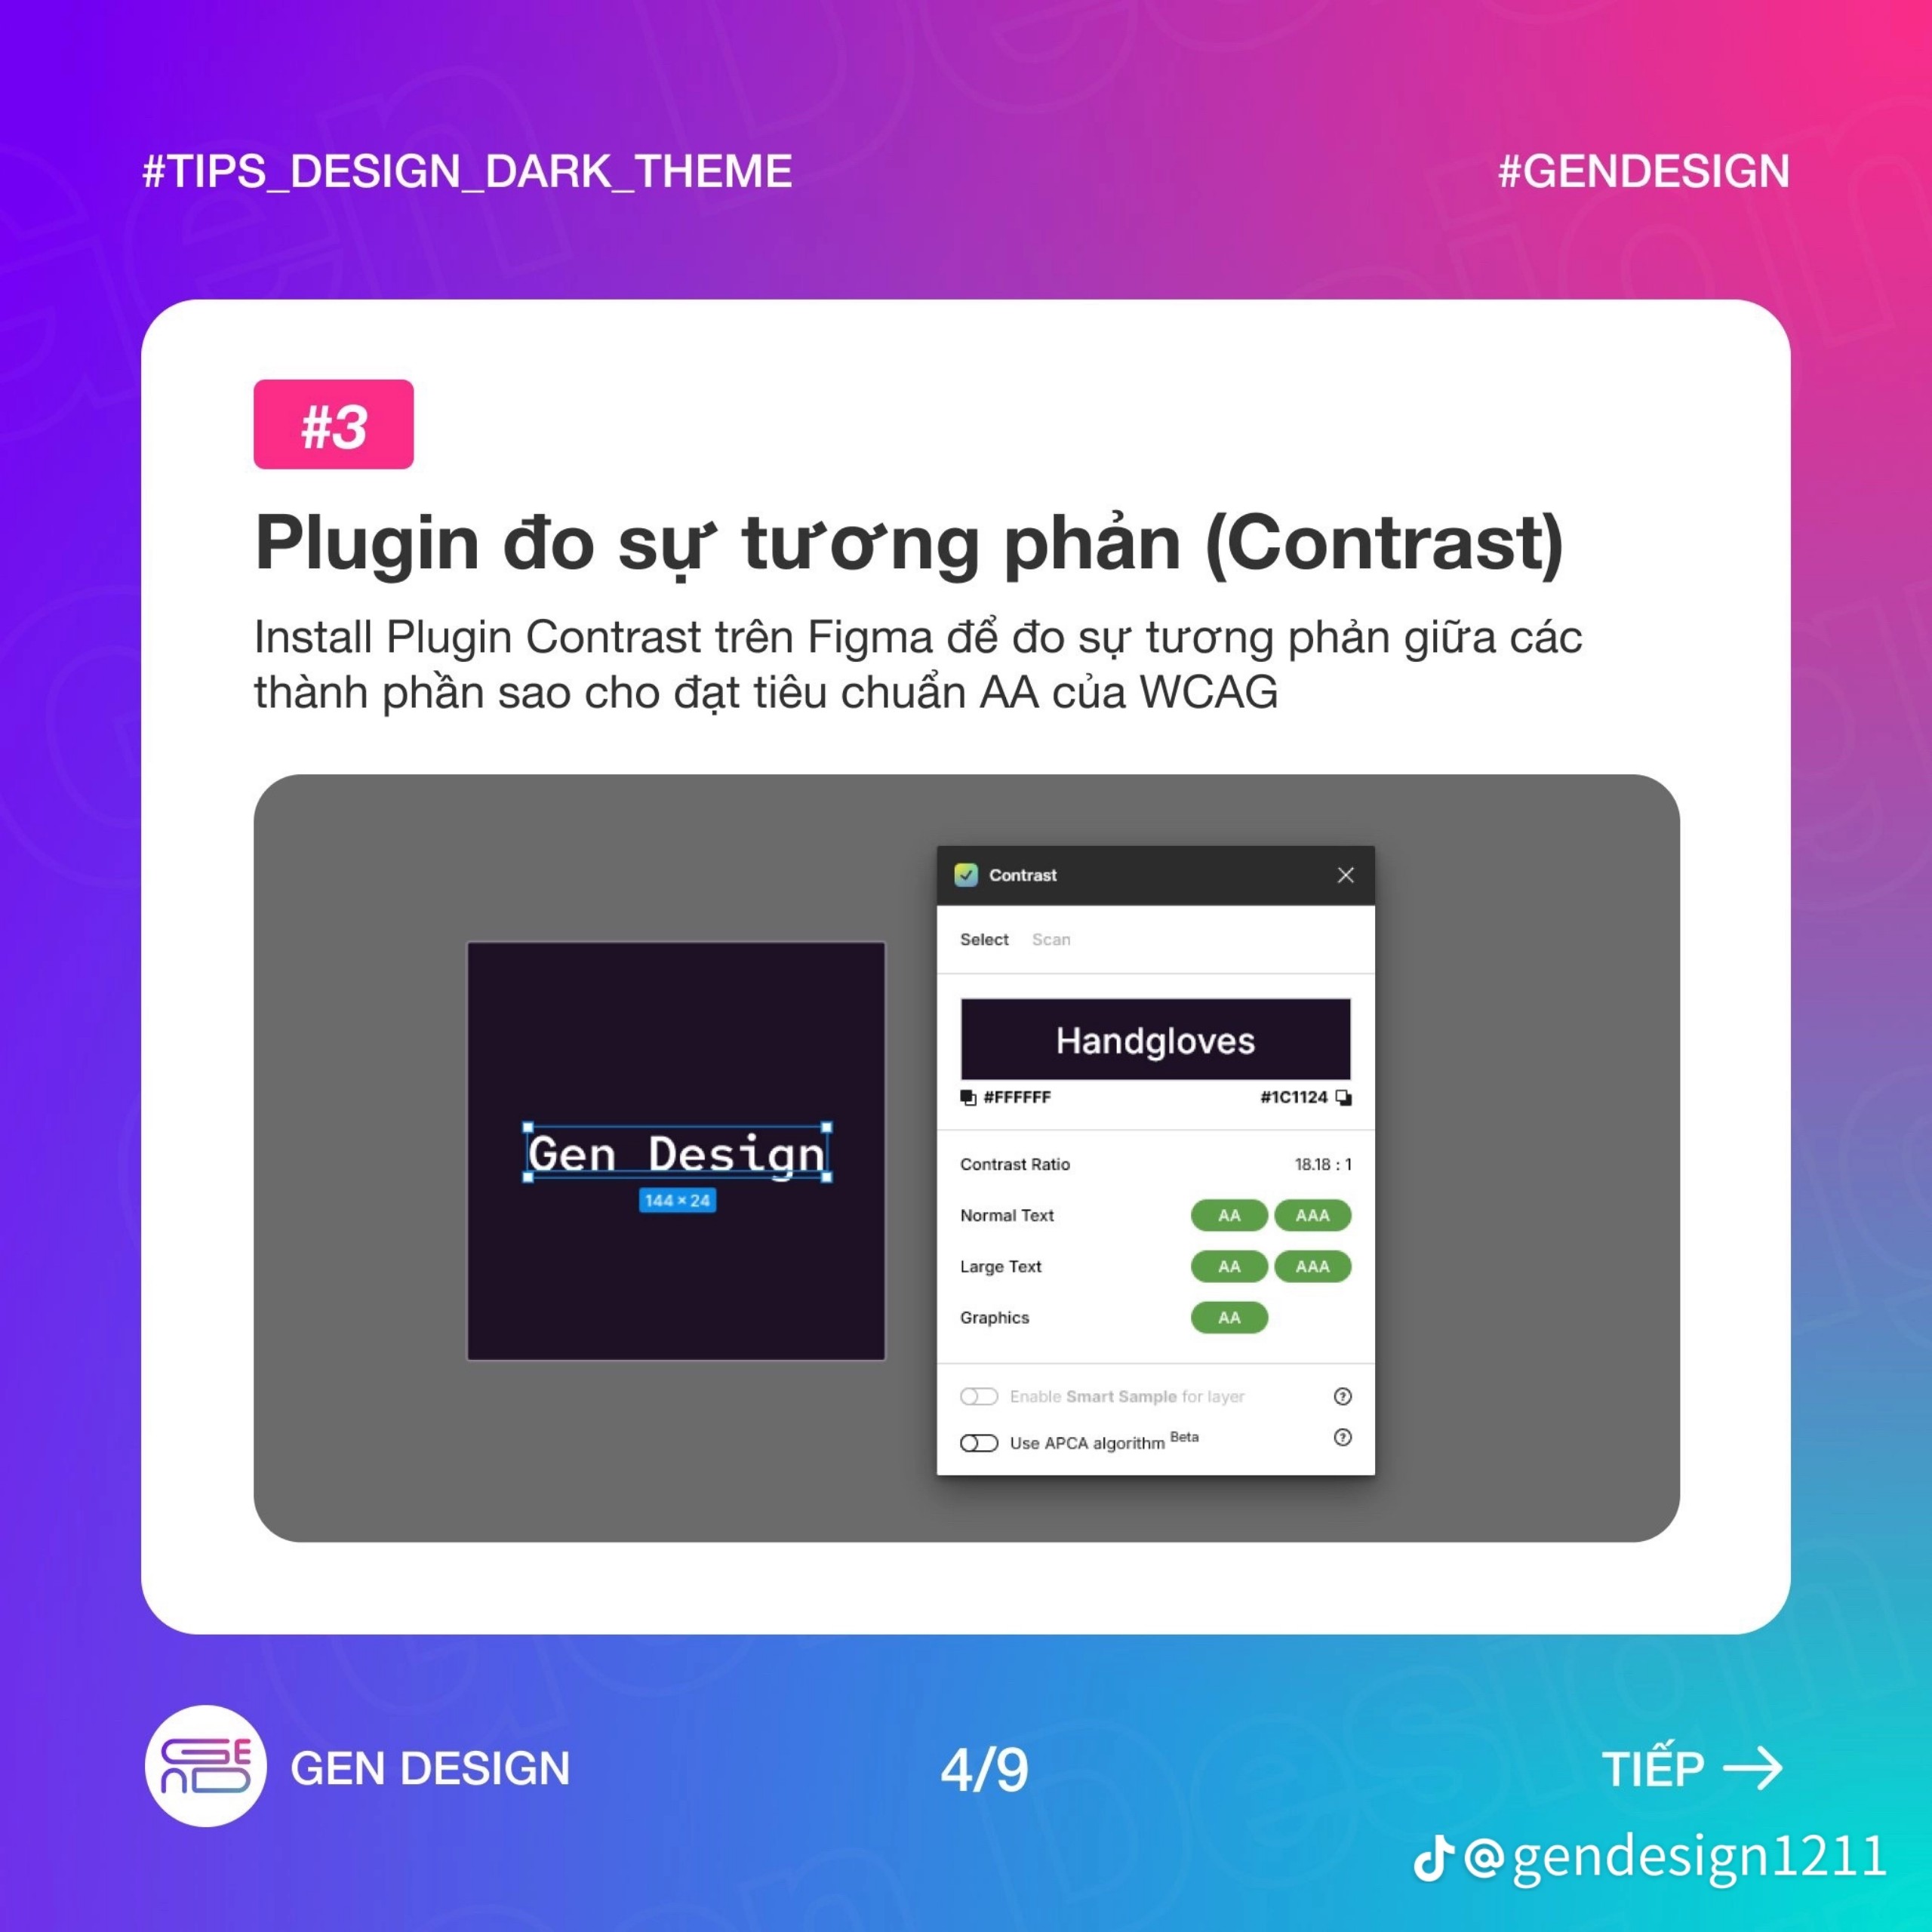 #TIPS_DESIGN_DARK_THEME
#GENDESIGN
#3
Plugin đo sự tương phản (Contrast)
Install Plugin Contrast trên Figma để đo sự tương phản giữa các
thành phần sao cho đạt tiêu chuẩn AA của WCAG
Gen Design
144 × 24
Contrast
Select Scan
Handgloves
#FFFFFF #1C1124
Contrast Ratio 18.18 : 1
Normal Text AA AAA
Large Text AA AAA
Graphics AA
Enable Smart Sample for layer
Use APCA algorithm Beta
GEN DESIGN
4/9
TIẾP
@gendesign1211